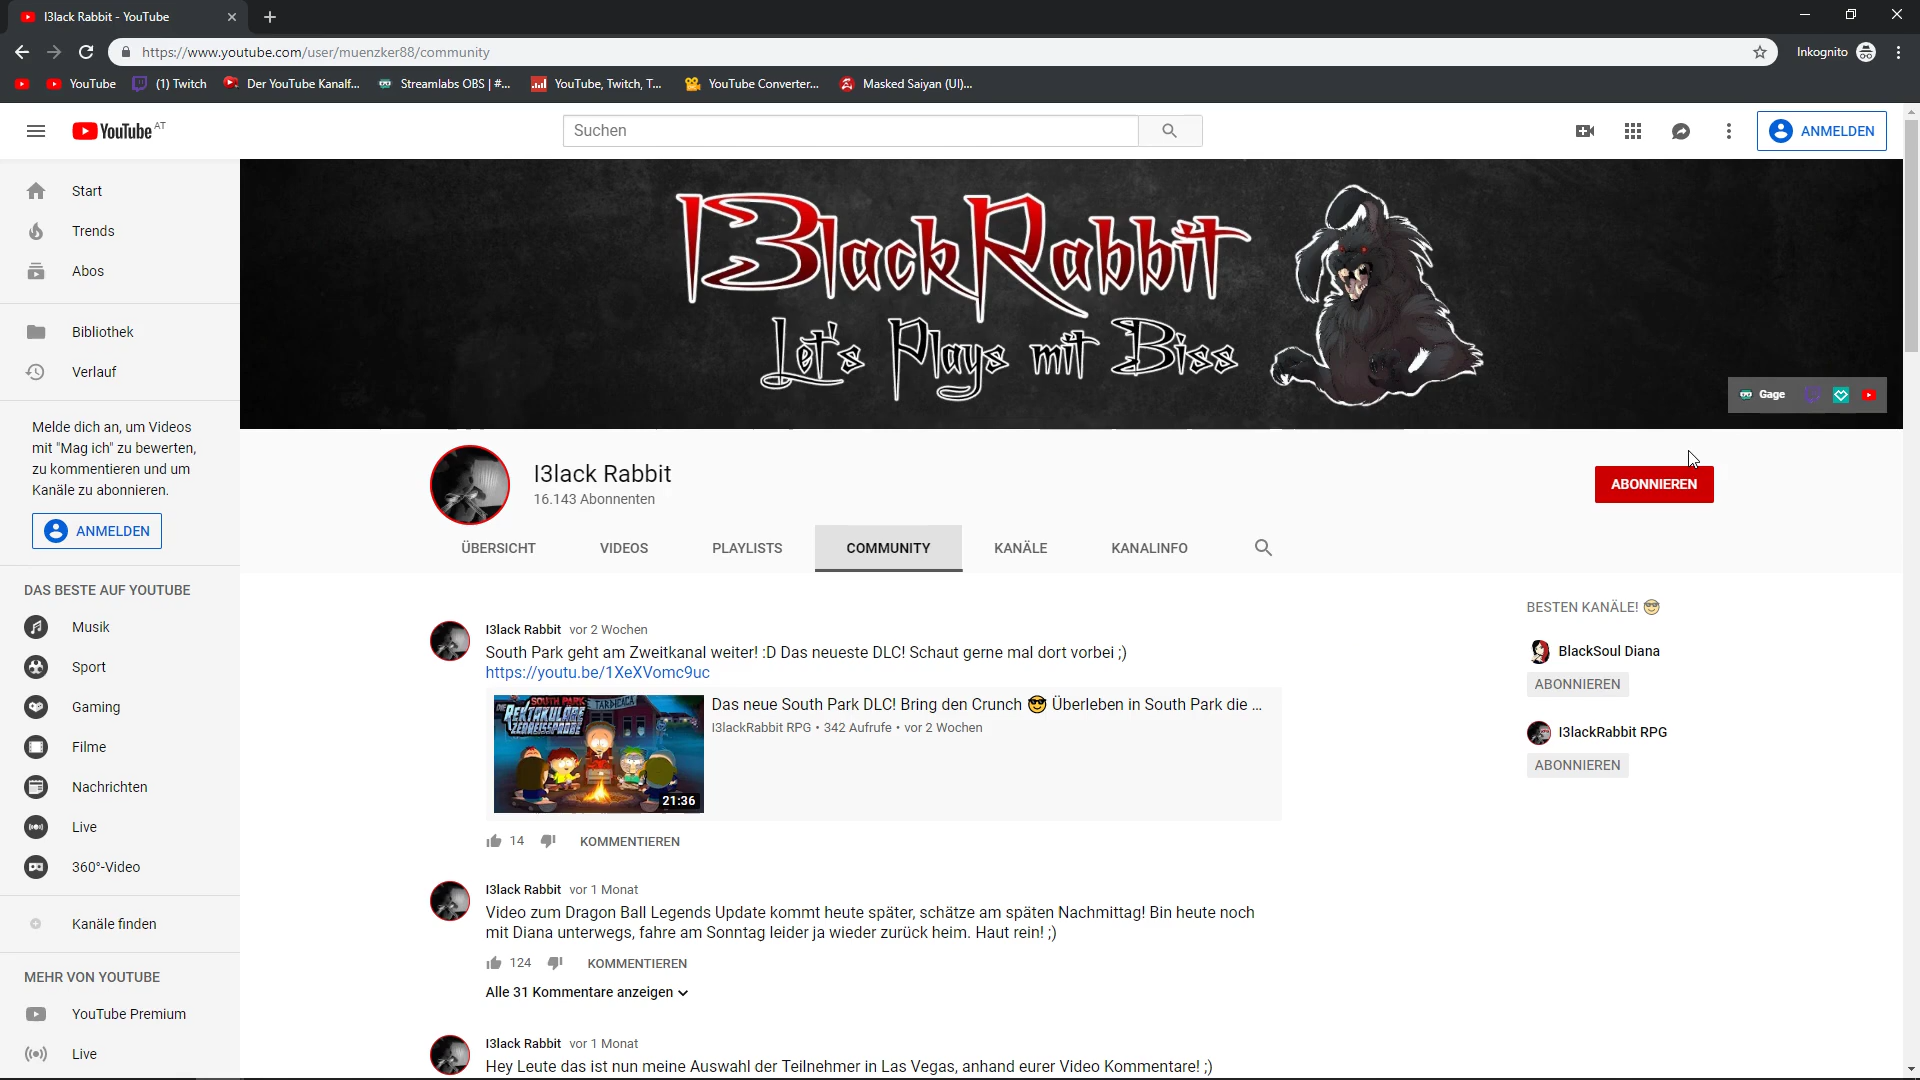 I3lack Rabbit - YouTube
https://www.youtube.com/user/muenzker88/community
Inkognito
YouTube
(1) Twitch
Der YouTube Kanalf...
Streamlabs OBS | #...
YouTube, Twitch, T...
YouTube Converter...
Masked Saiyan (UI)...
YouTube AT
Suchen
ANMELDEN
Start
Trends
Abos
Bibliothek
Verlauf
Melde dich an, um Videos
mit "Mag ich" zu bewerten,
zu kommentieren und um
Kanäle zu abonnieren.
ANMELDEN
DAS BESTE AUF YOUTUBE
Musik
Sport
Gaming
Filme
Nachrichten
Live
360°-Video
Kanäle finden
MEHR VON YOUTUBE
YouTube Premium
Live
I3lackRabbit
Let's Plays mit Biss
Gage
I3lack Rabbit
16.143 Abonnenten
ABONNIEREN
ÜBERSICHT
VIDEOS
PLAYLISTS
COMMUNITY
KANÄLE
KANALINFO
I3lack Rabbit vor 2 Wochen
South Park geht am Zweitkanal weiter! :D Das neueste DLC! Schaut gerne mal dort vorbei ;)
https://youtu.be/1XeXVomc9uc
SOUTH PARK
DIE
REKTAKULÄRE
ZERREISSPROBE
TARDICACA
21:36
Das neue South Park DLC! Bring den Crunch 😎 Überleben in South Park die ...
I3lackRabbit RPG • 342 Aufrufe • vor 2 Wochen
14
KOMMENTIEREN
I3lack Rabbit vor 1 Monat
Video zum Dragon Ball Legends Update kommt heute später, schätze am späten Nachmittag! Bin heute noch
mit Diana unterwegs, fahre am Sonntag leider ja wieder zurück heim. Haut rein! ;)
124
KOMMENTIEREN
Alle 31 Kommentare anzeigen
I3lack Rabbit vor 1 Monat
Hey Leute das ist nun meine Auswahl der Teilnehmer in Las Vegas, anhand eurer Video Kommentare! ;)
BESTEN KANÄLE! 😎
BlackSoul Diana
ABONNIEREN
I3lackRabbit RPG
ABONNIEREN